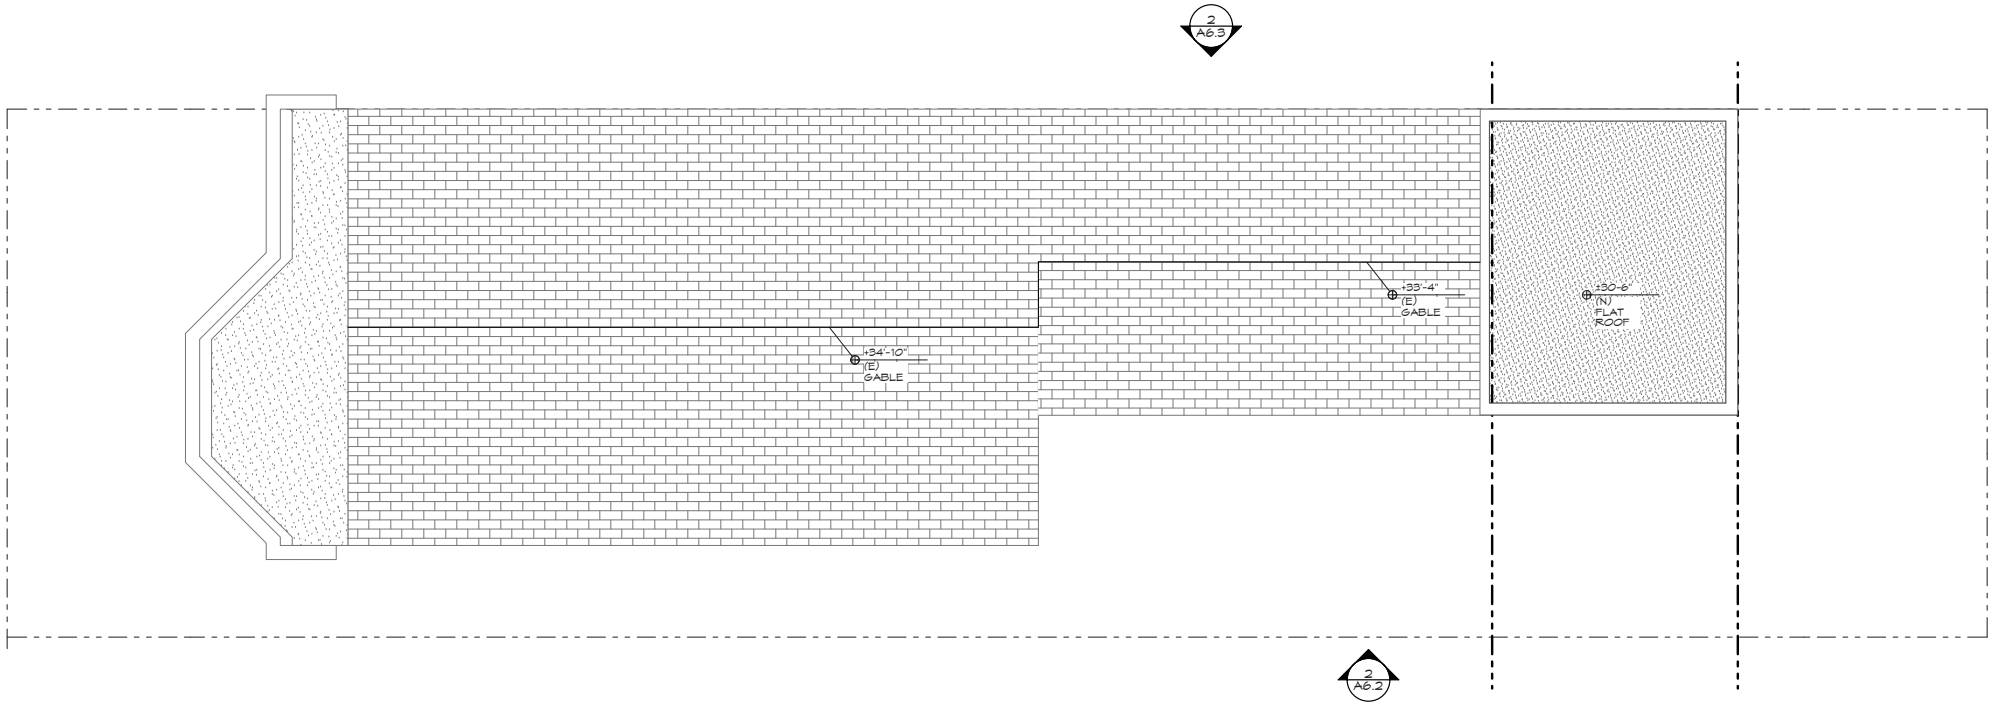 2
A6.3
+33'-4"
(E)
GABLE
±30-6"
(N)
FLAT
ROOF
+34'-10"
(E)
GABLE
2
A6.2